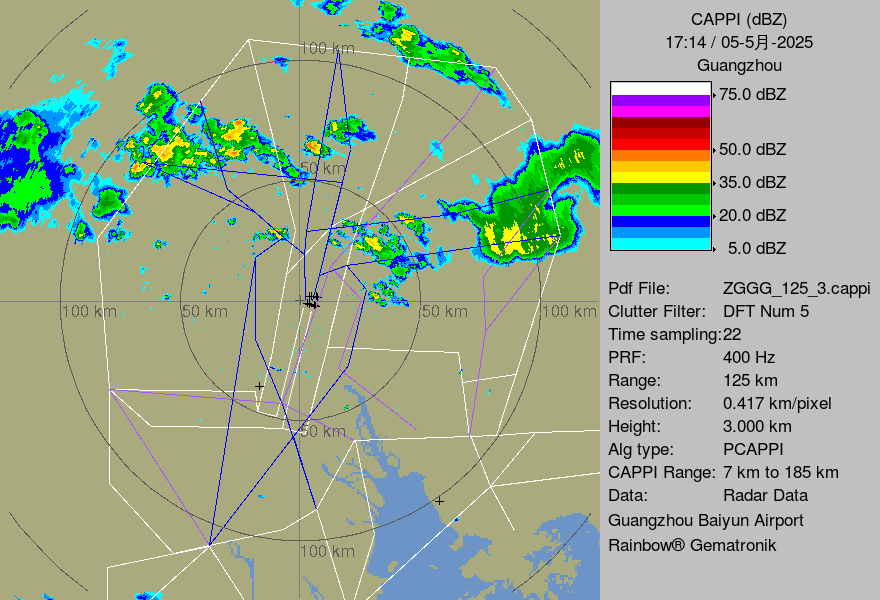 100 km
50 km
100 km
50 km
50 km
100 km
50 km
100 km
CAPPI (dBZ)
17:14 / 05-5月-2025
Guangzhou
75.0 dBZ
50.0 dBZ
35.0 dBZ
20.0 dBZ
5.0 dBZ
Pdf File: ZGGG_125_3.cappi
Clutter Filter: DFT Num 5
Time sampling:22
PRF: 400 Hz
Range: 125 km
Resolution: 0.417 km/pixel
Height: 3.000 km
Alg type: PCAPPI
CAPPI Range: 7 km to 185 km
Data: Radar Data
Guangzhou Baiyun Airport
Rainbow® Gematronik